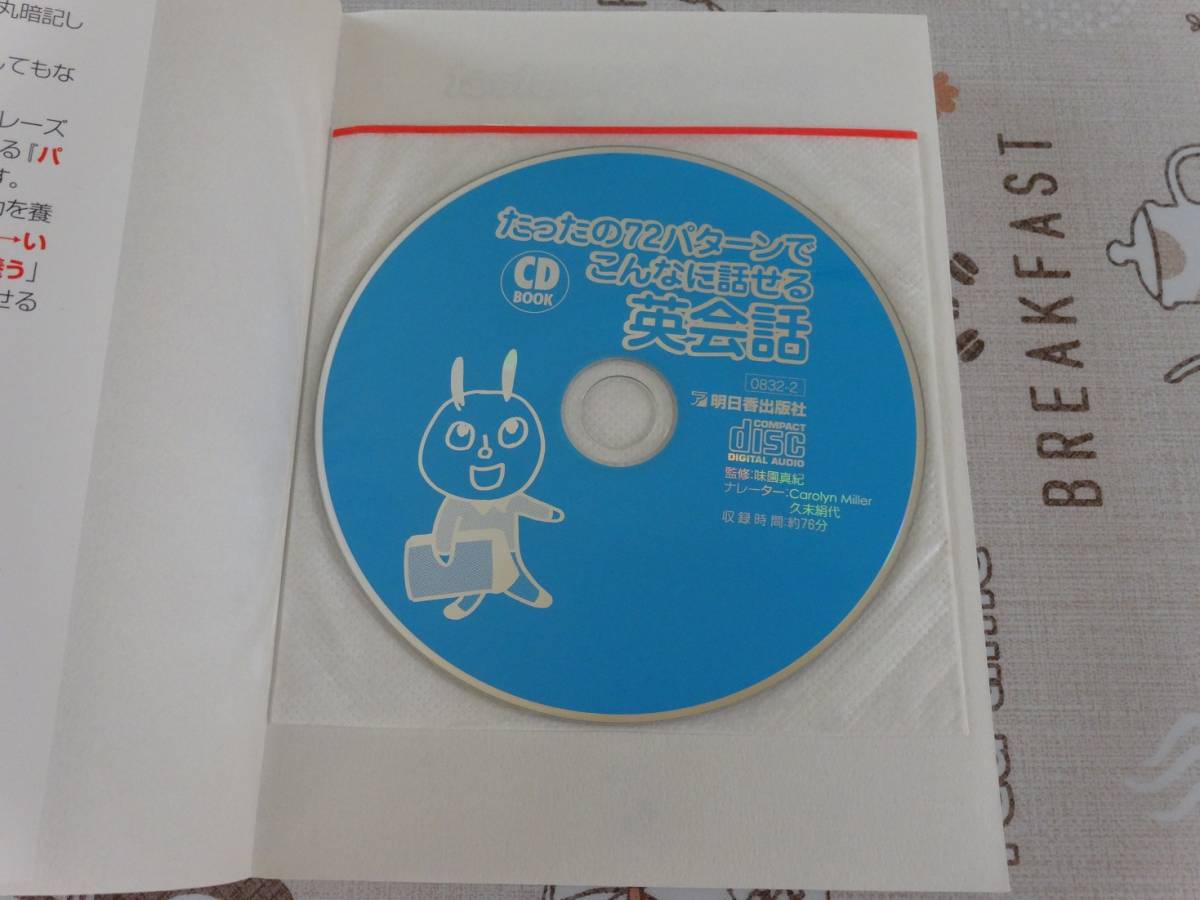 丸暗記し
してもな
レーズ
る『パ
す。
力を養
→い
養う」
せる
たったの72パターンで
こんなに話せる
英会話
CD
BOOK
0832-2
明日香出版社
COMPACT
disc
DIGITAL AUDIO
監修:味園真紀
ナレーター:Carolyn Miller
久末絹代
収録時間:約76分
BREAKFAST